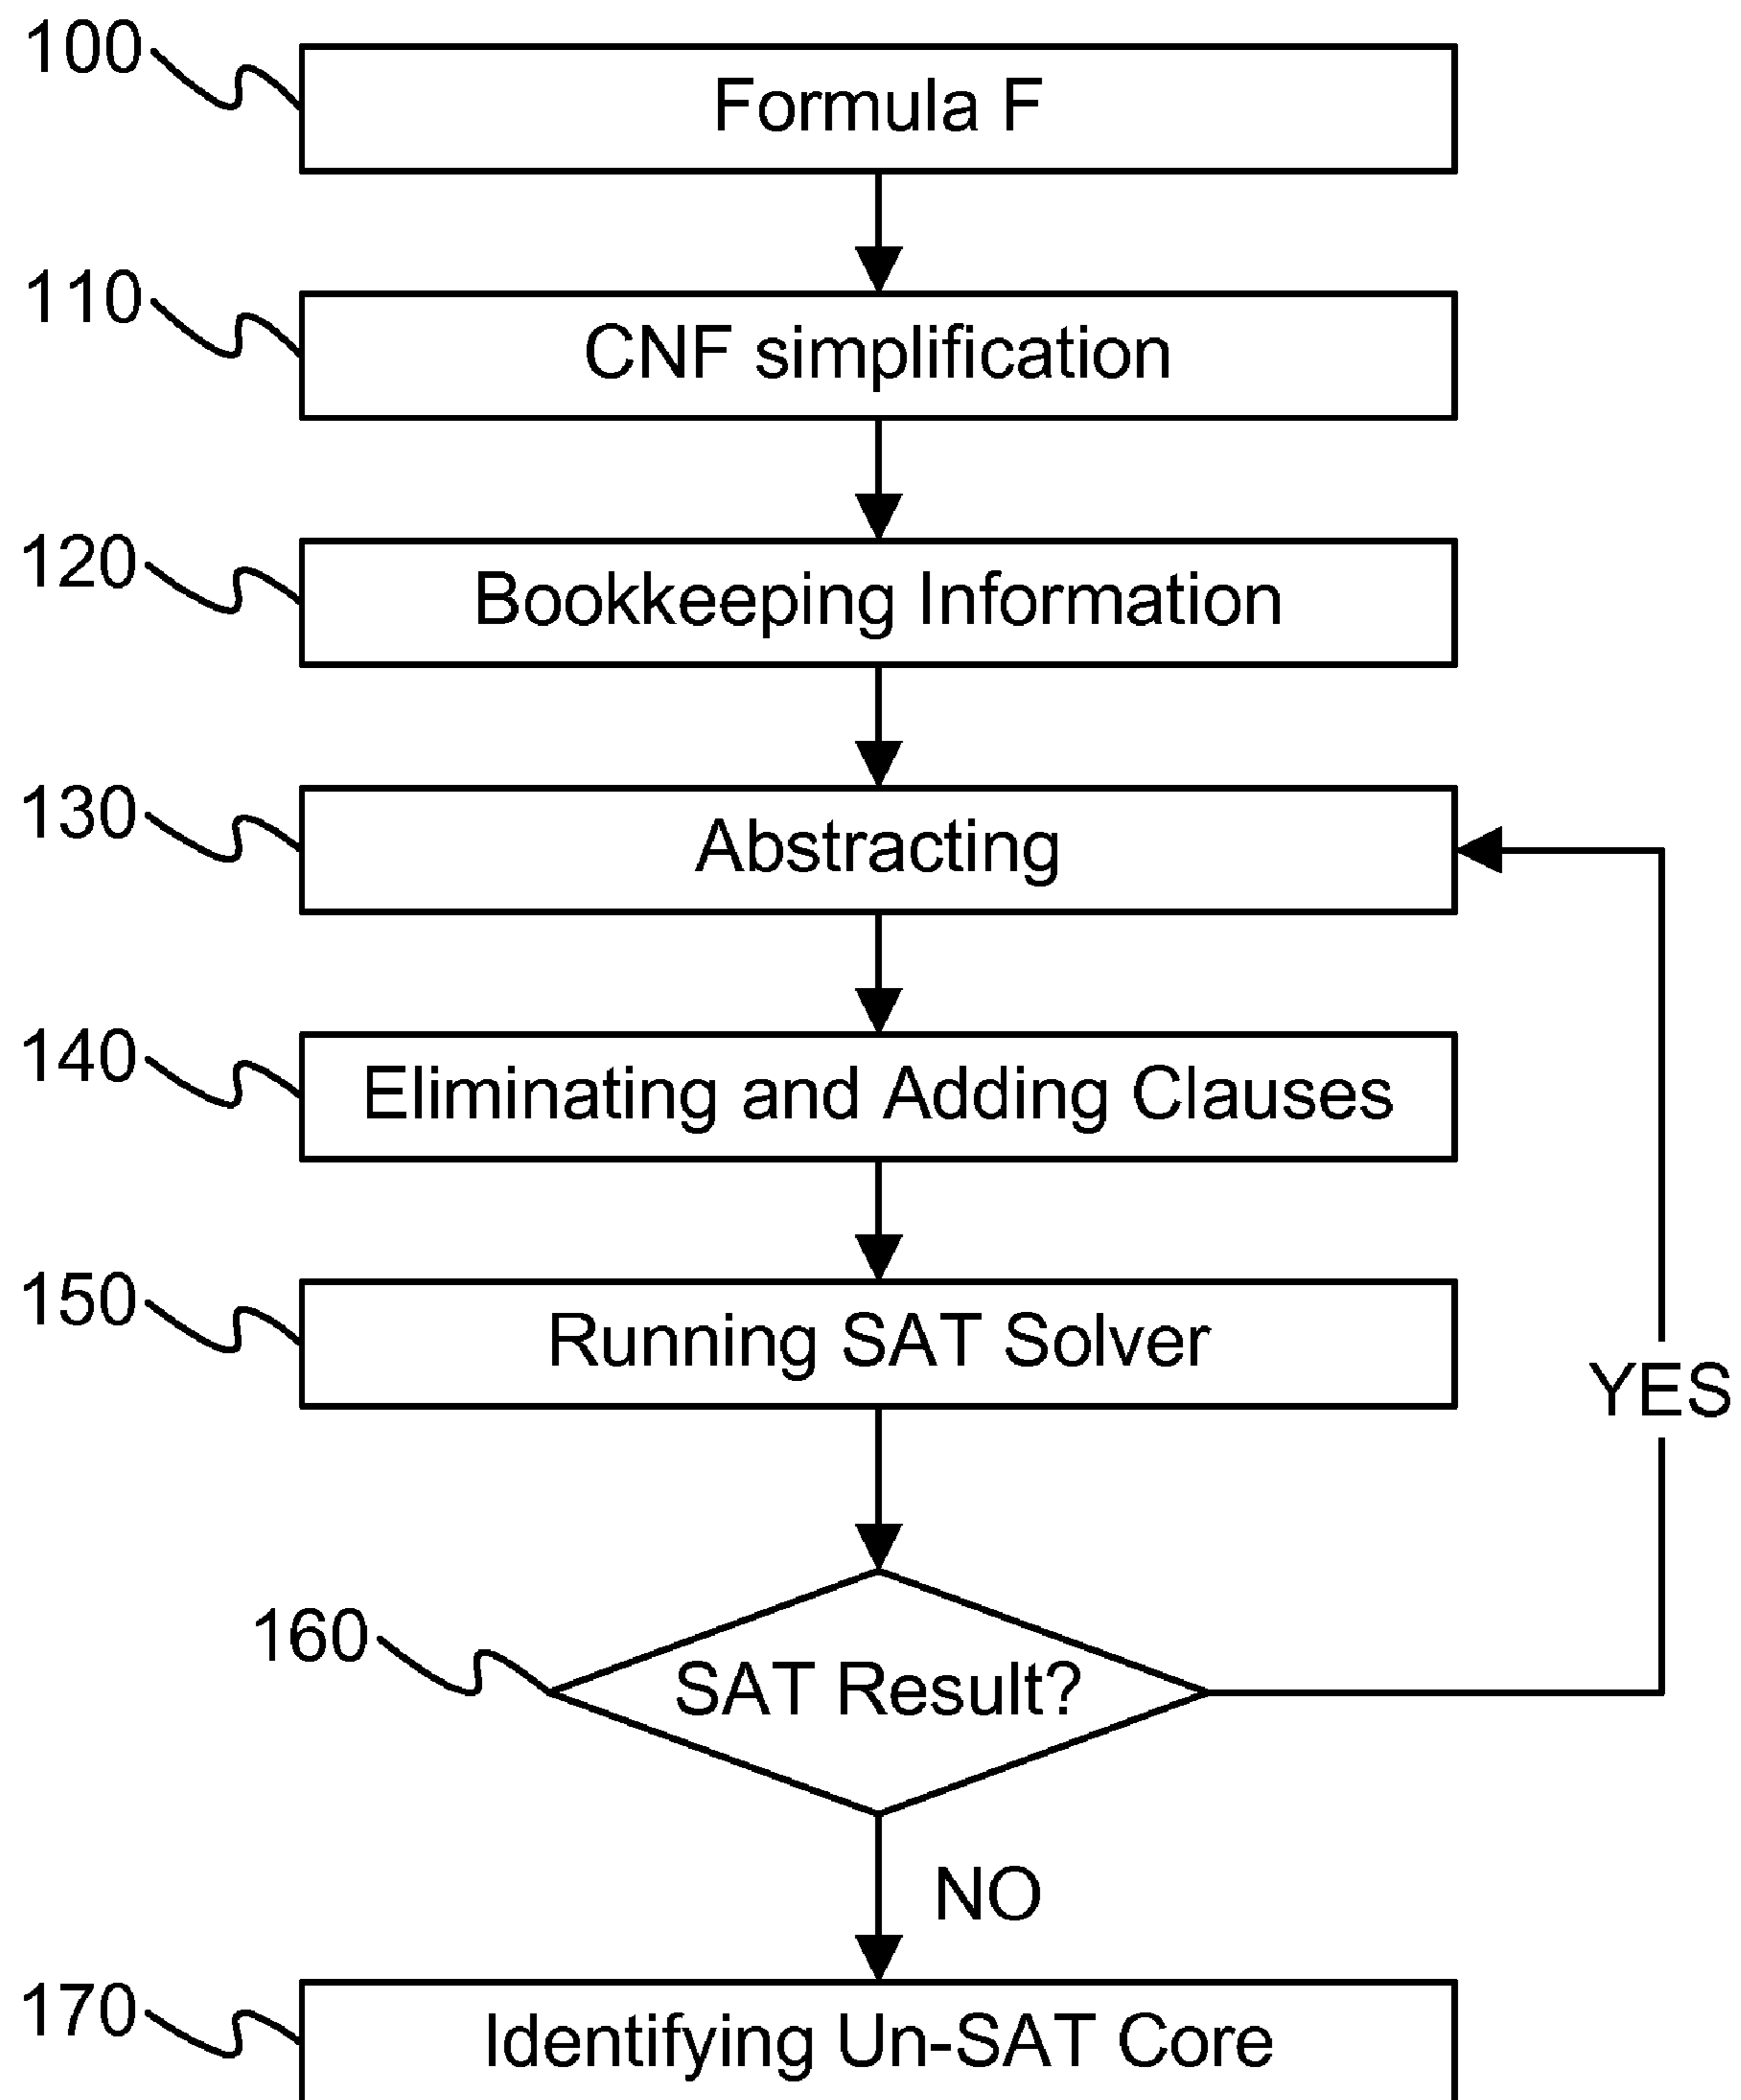 100
Formula F
110
CNF simplification
120
Bookkeeping Information
130
Abstracting
140
Eliminating and Adding Clauses
150
Running SAT Solver
YES
160
SAT Result?
NO
170
Identifying Un-SAT Core